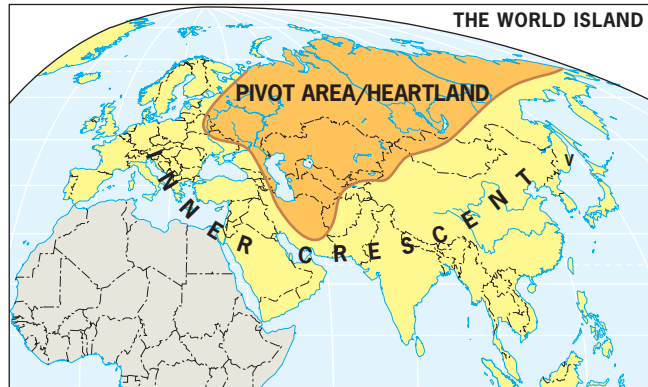 THE WORLD ISLAND
PIVOT AREA/HEARTLAND
INNER CRESCENT
V